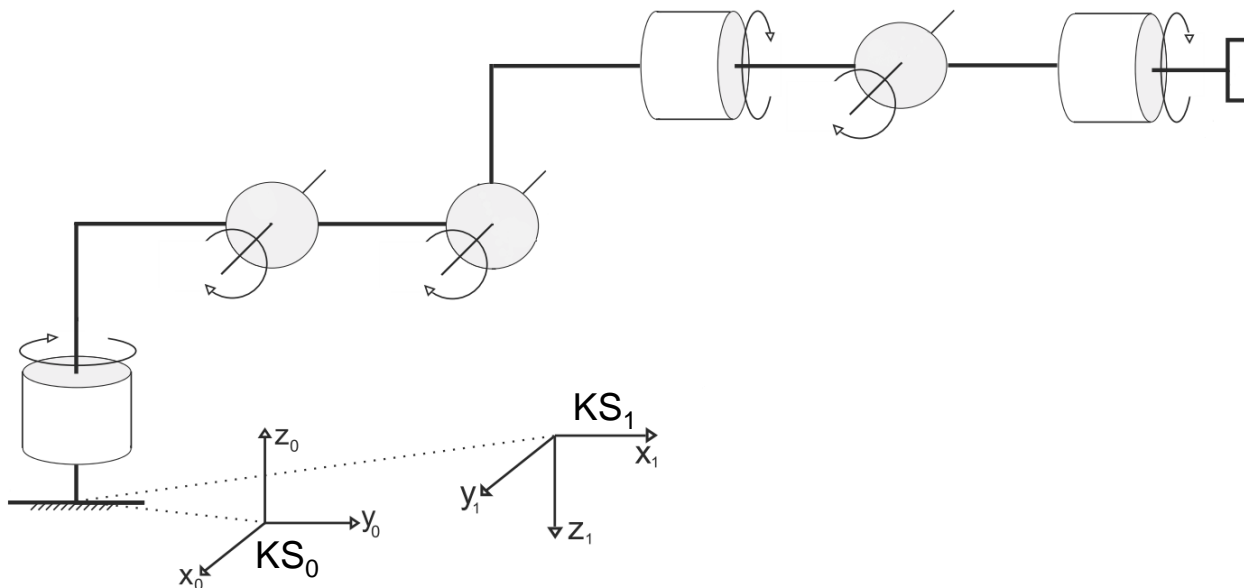 KS₁
z₀
x₁
y₁
y₀
z₁
KS₀
x₀